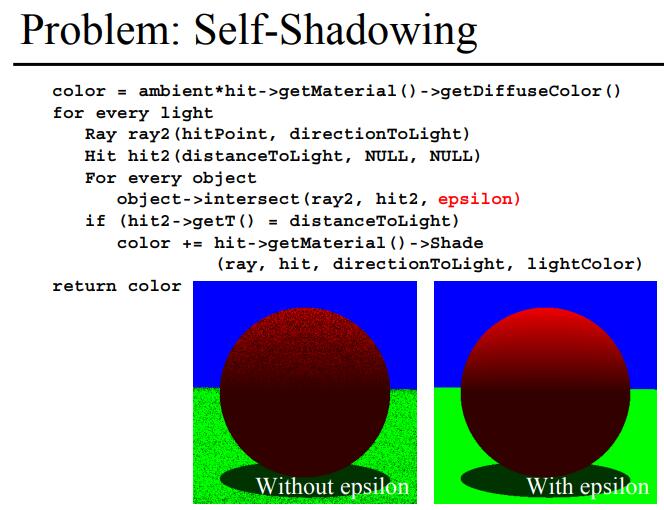 Problem: Self-Shadowing
color = ambient*hit->getMaterial()->getDiffuseColor()
for every light
Ray ray2(hitPoint, directionToLight)
Hit hit2(distanceToLight, NULL, NULL)
For every object
object->intersect(ray2, hit2, epsilon)
if (hit2->getT() = distanceToLight)
color += hit->getMaterial()->Shade
(ray, hit, directionToLight, lightColor)
return color
Without epsilon
With epsilon